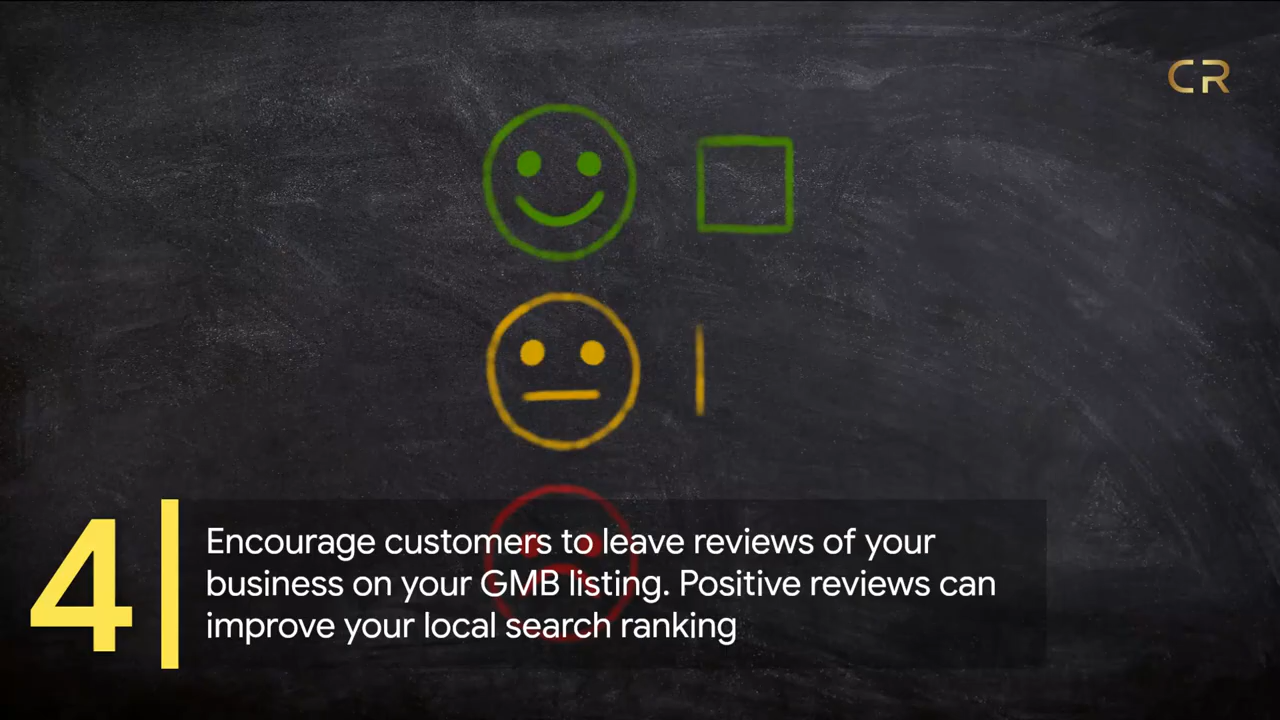 CR
4
Encourage customers to leave reviews of your
business on your GMB listing. Positive reviews can
improve your local search ranking